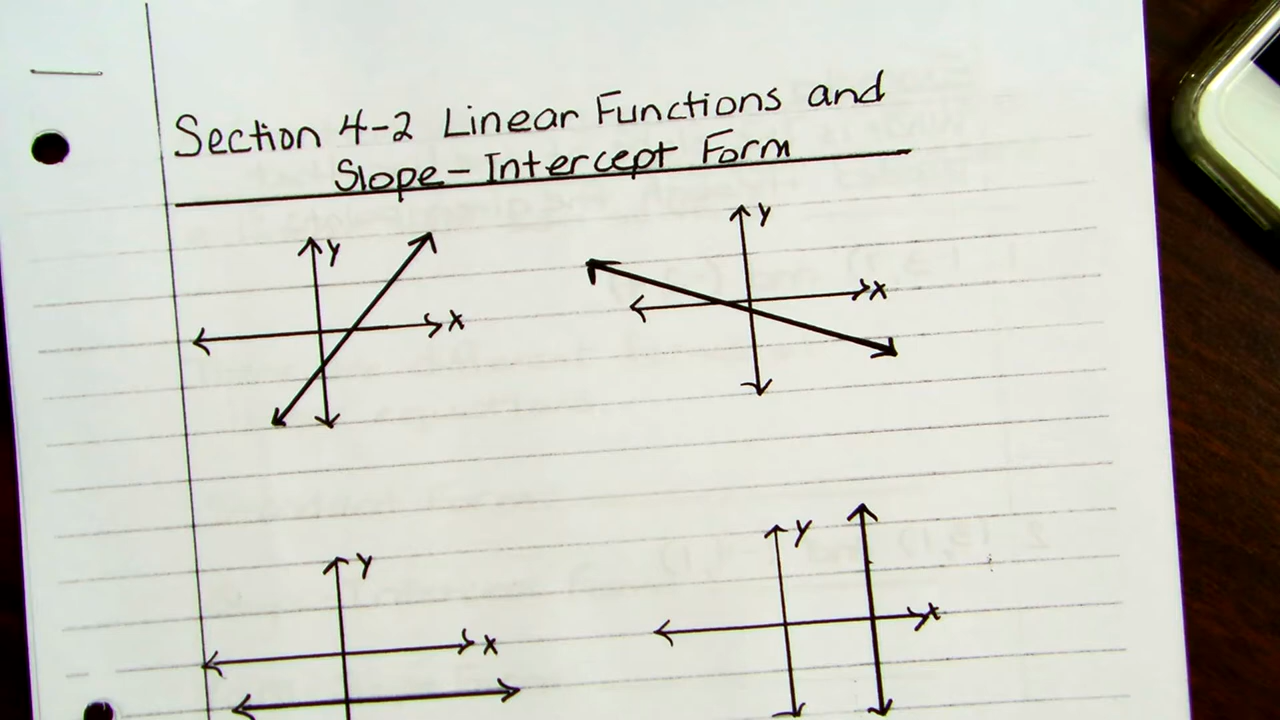 Section 4-2 Linear Functions and
Slope-Intercept Form
y
x
y
x
y
x
y
x